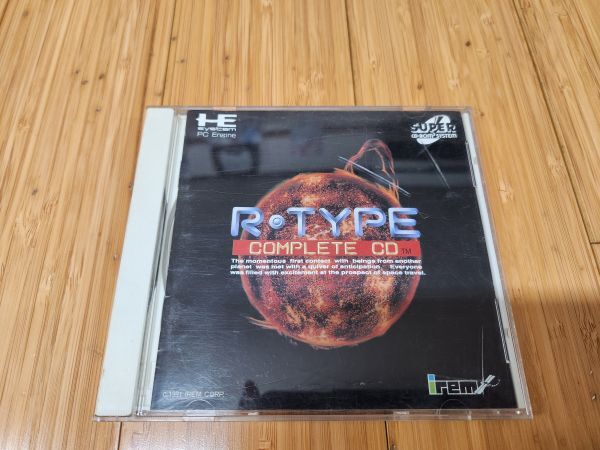 HE
system
PC Engine
SUPER
CD-ROM² SYSTEM
R•TYPE
COMPLETE CD™
The momentous first contact with beings from another
planet was met with a quiver of anticipation. Everyone
was filled with excitement at the prospect of space travel.
irem
©1991 IREM CORP.